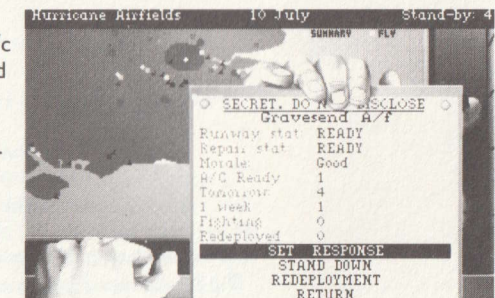 Hurricane Airfields 10 July Stand-by: 4
SUMMARY FLY
SECRET. DO N DISCLOSE
Gravesend A/f
Runway stat READY
Repair stat READY
Morale: Good
A/C Ready 1
Tomorrow 4
1 week 1
Fighting 0
Redeployed 0
SET RESPONSE
STAND DOWN
REDEPLOYMENT
RETURN